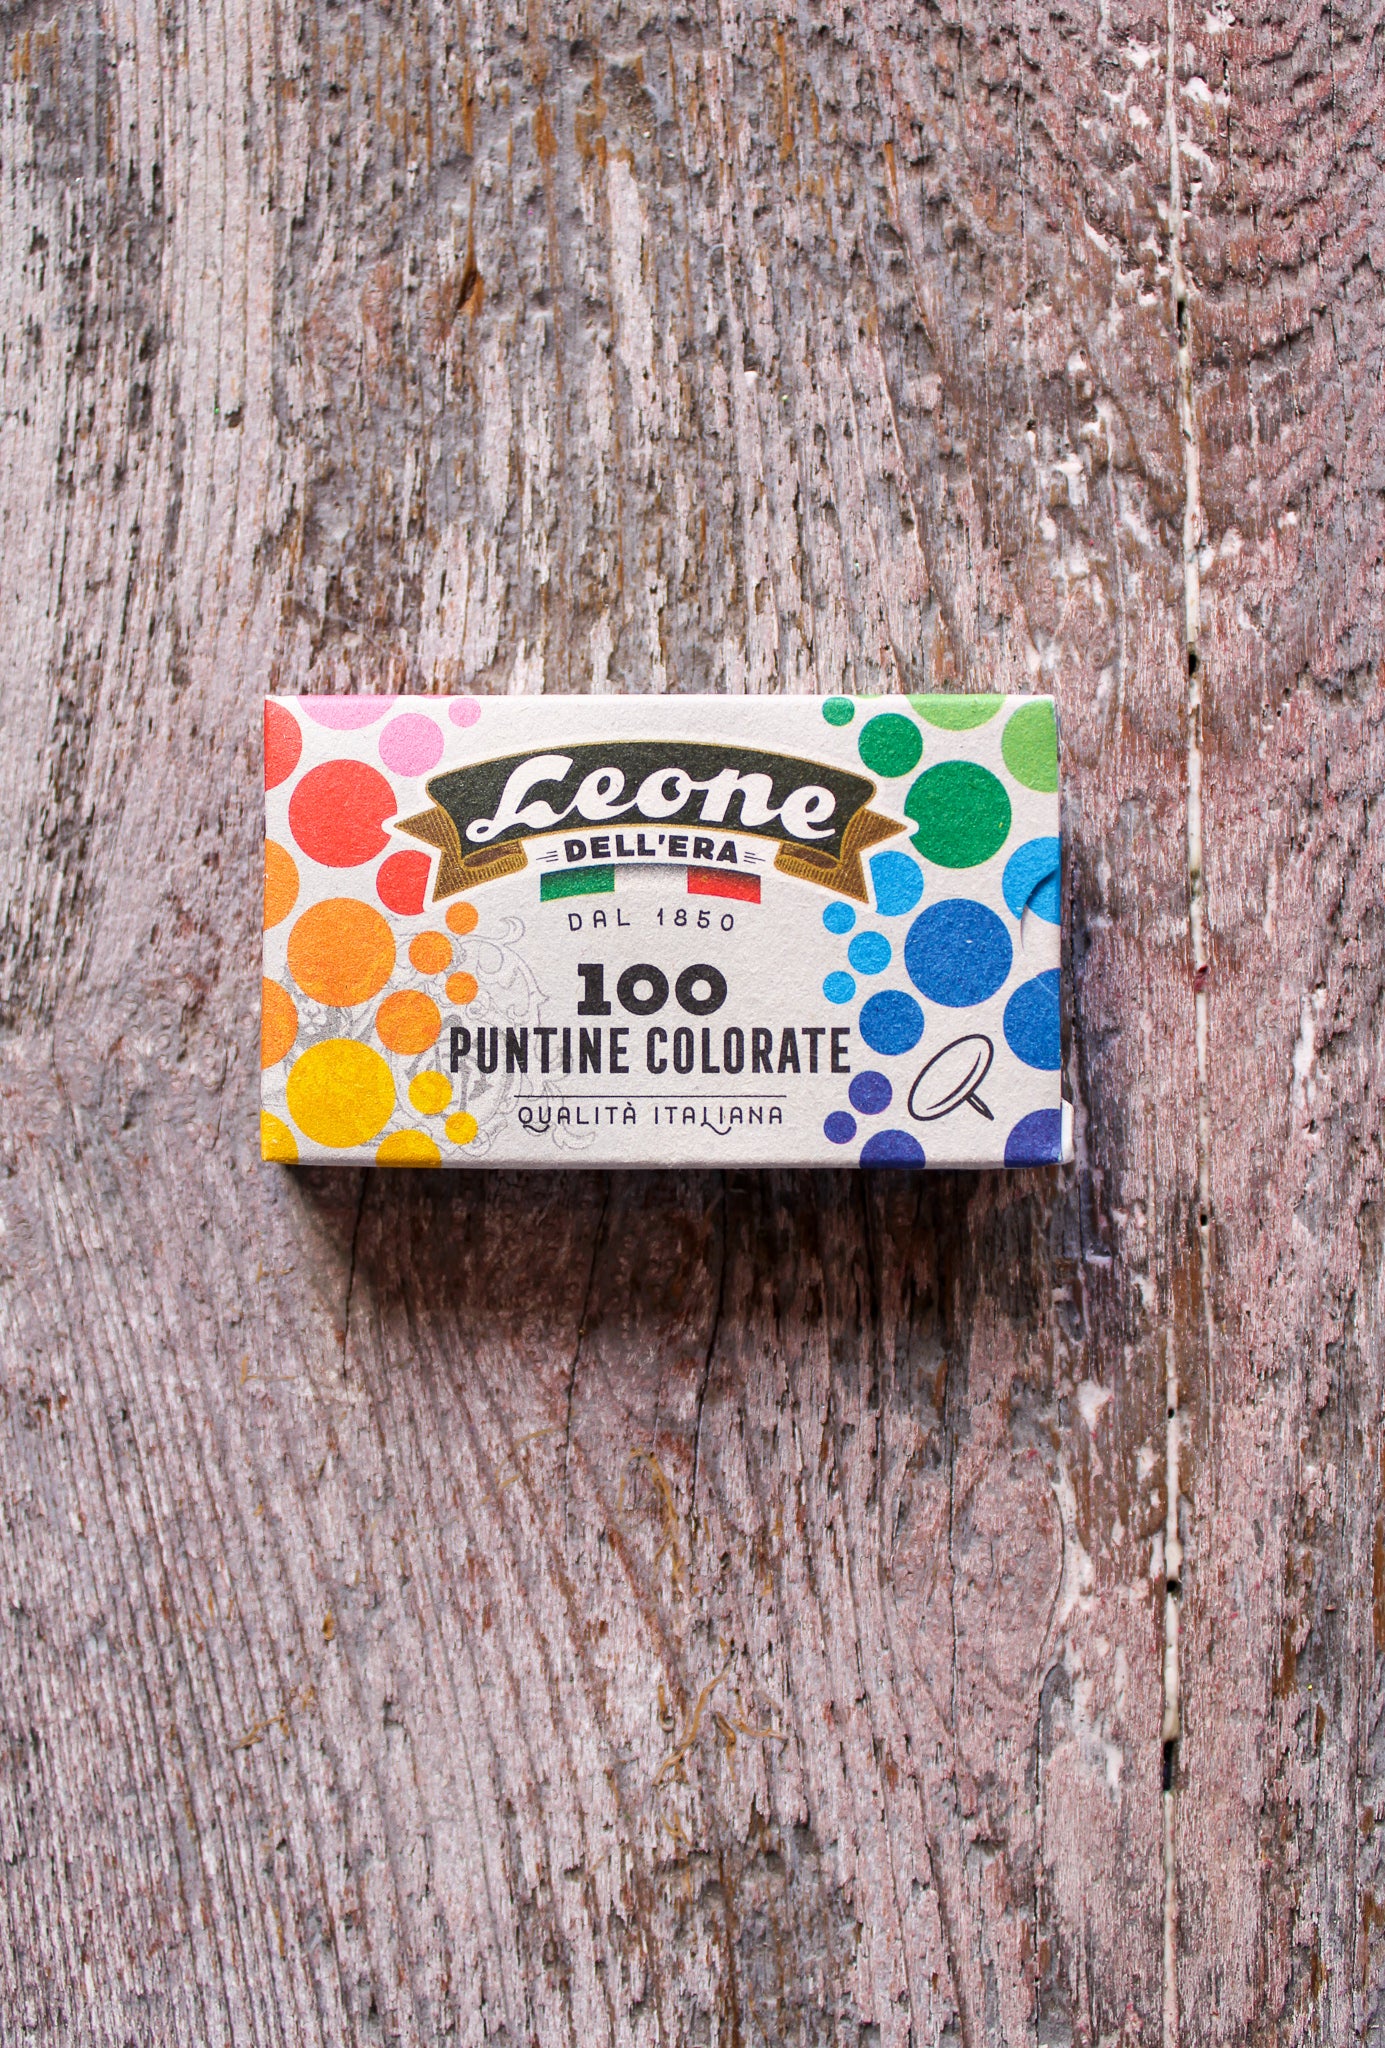 Leone
DELL'ERA
DAL 1850
100
PUNTINE COLORATE
QUALITÀ ITALIANA